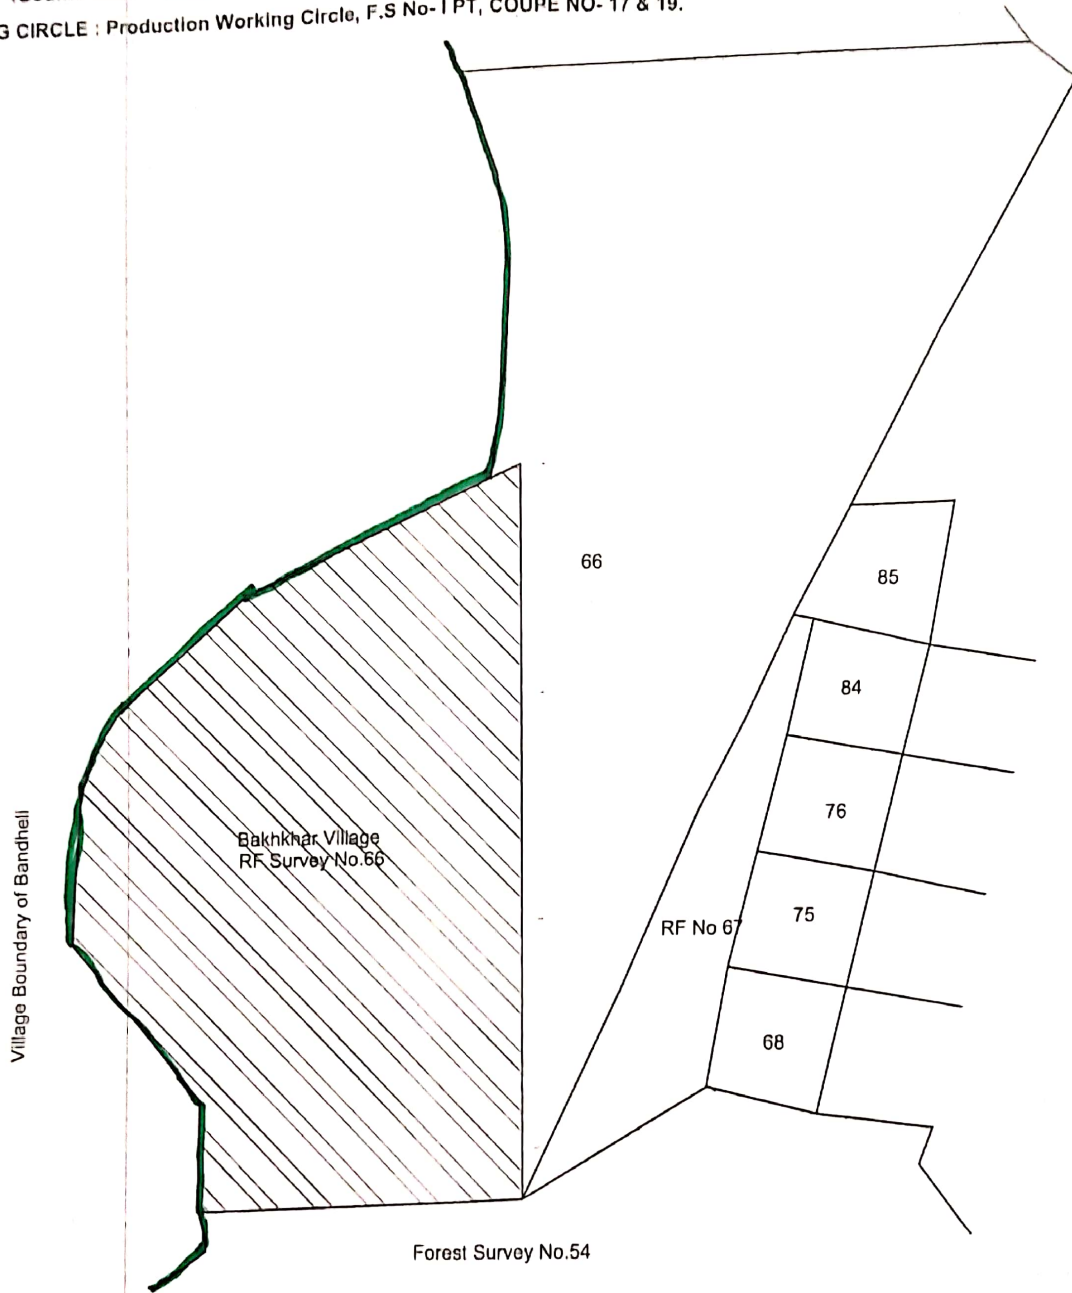 G CIRCLE : Production Working Circle, F.S No- I PT, COUPE NO- 17 & 19.
66
85
84
Bakhkhar Village
RF Survey No.66
76
Village Boundary of Bandheli
75
RF No 67
68
Forest Survey No.54